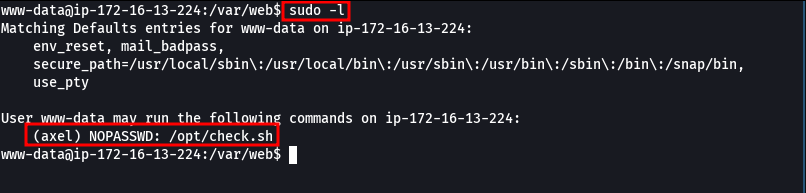 www-data@ip-172-16-13-224:/var/web$ sudo -l
Matching Defaults entries for www-data on ip-172-16-13-224:
    env_reset, mail_badpass,
    secure_path=/usr/local/sbin\:/usr/local/bin\:/usr/sbin\:/usr/bin\:/sbin\:/bin\:/snap/bin,
    use_pty

User www-data may run the following commands on ip-172-16-13-224:
    (axel) NOPASSWD: /opt/check.sh
www-data@ip-172-16-13-224:/var/web$